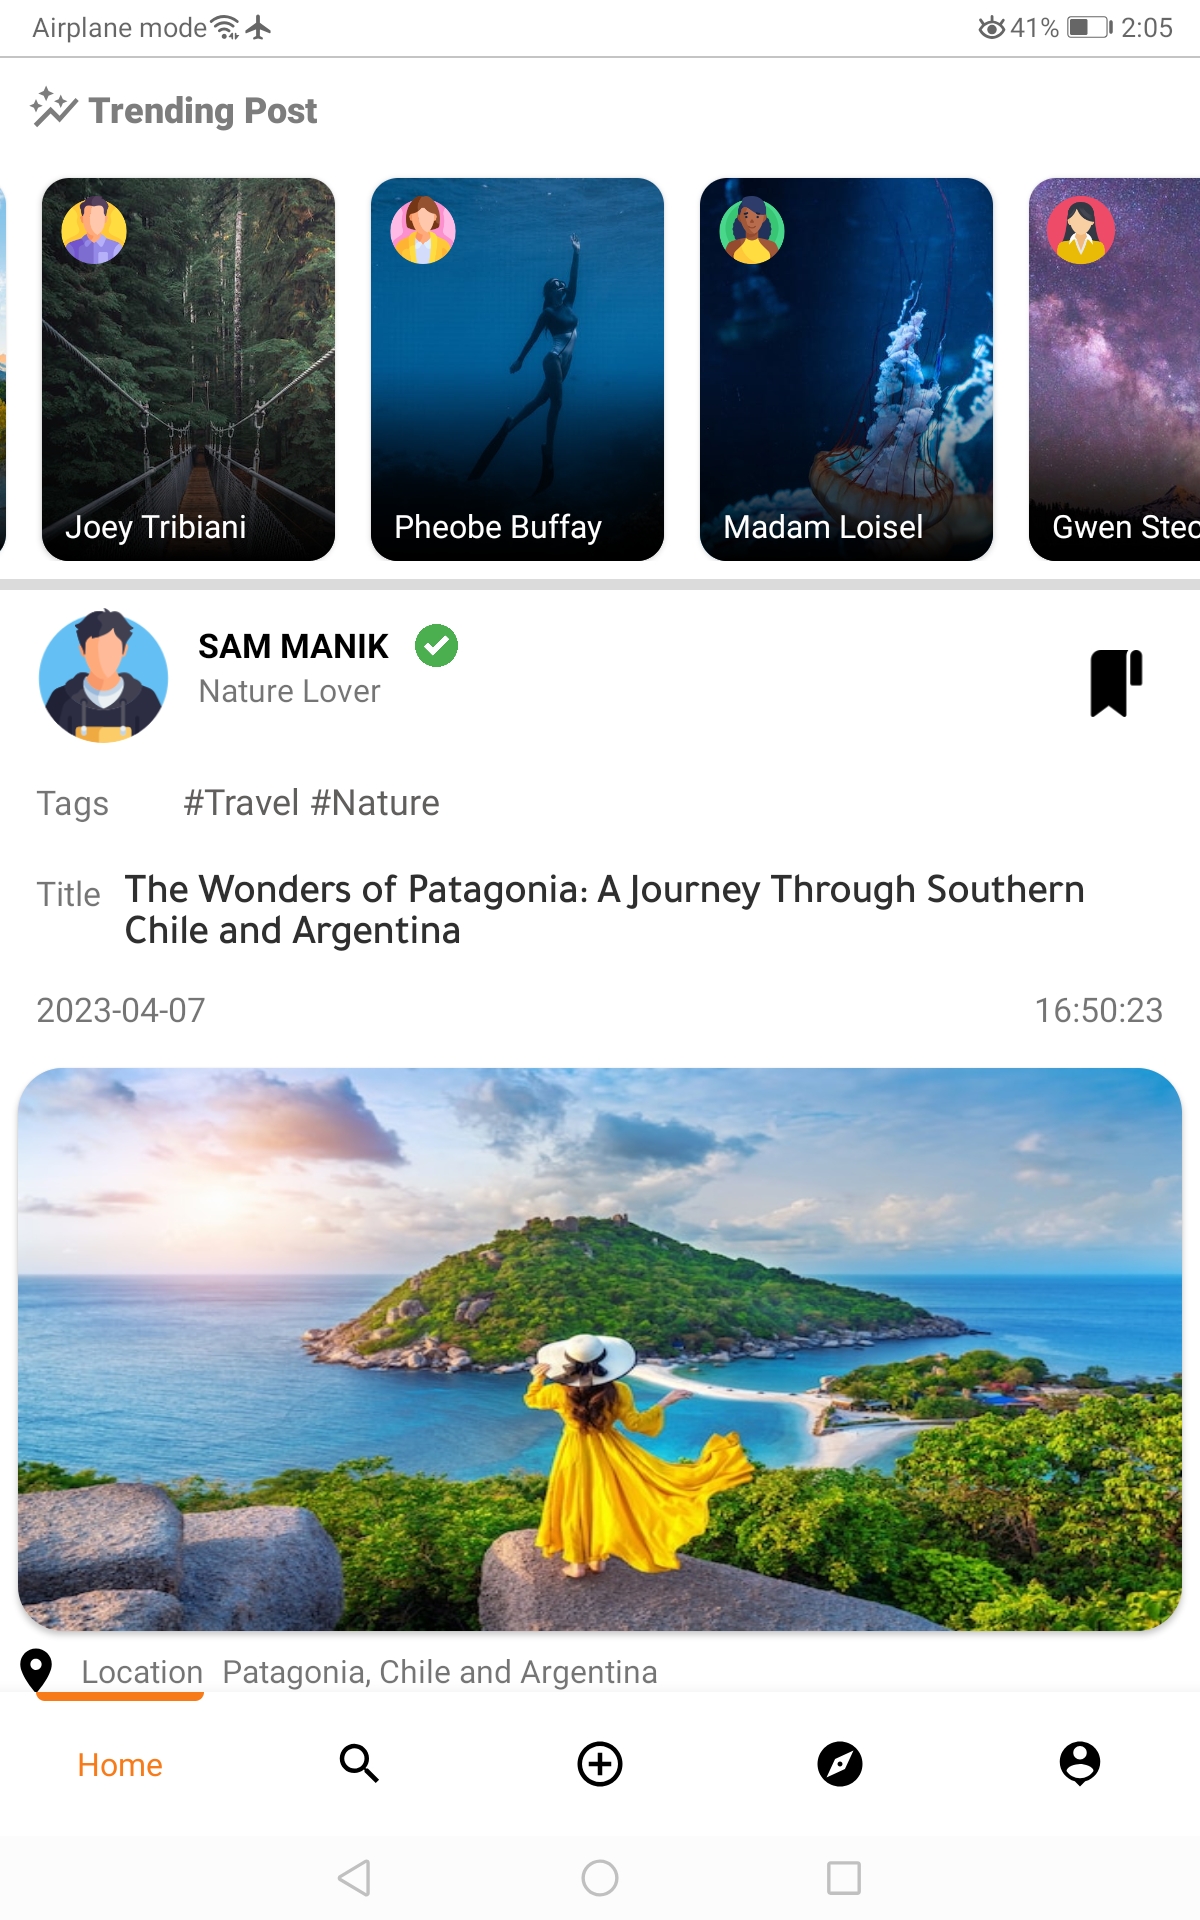 Airplane mode 41% 2:05
Trending Post
Joey Tribiani
Pheobe Buffay
Madam Loisel
Gwen Stec
SAM MANIK
Nature Lover
Tags #Travel #Nature
Title The Wonders of Patagonia: A Journey Through Southern
Chile and Argentina
2023-04-07 16:50:23
Location Patagonia, Chile and Argentina
Home